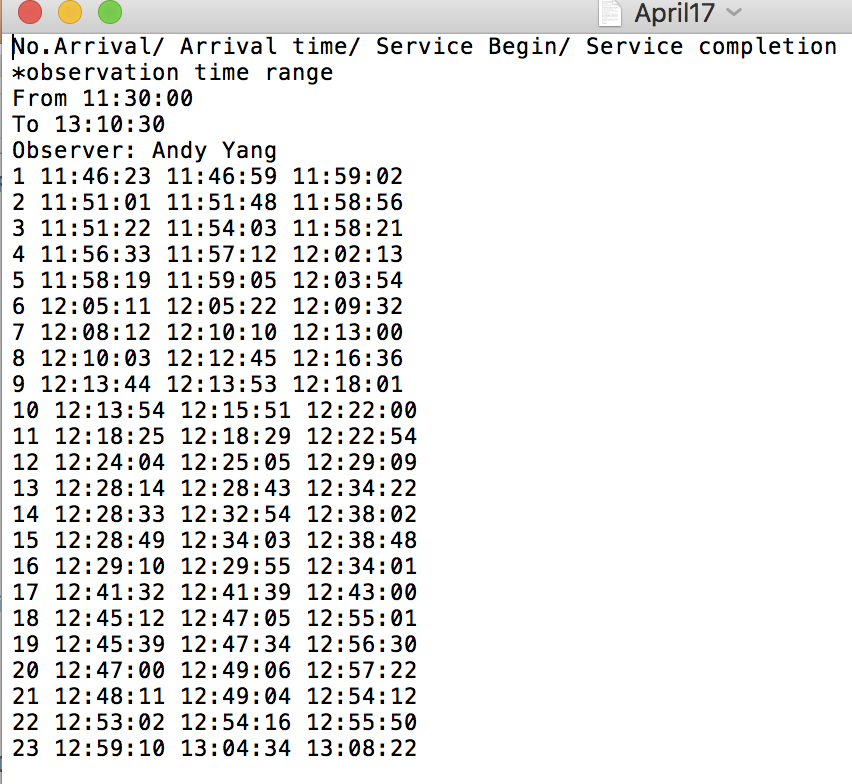 April17
No.Arrival/ Arrival time/ Service Begin/ Service completion
*observation time range
From 11:30:00
To 13:10:30
Observer: Andy Yang
1 11:46:23 11:46:59 11:59:02
2 11:51:01 11:51:48 11:58:56
3 11:51:22 11:54:03 11:58:21
4 11:56:33 11:57:12 12:02:13
5 11:58:19 11:59:05 12:03:54
6 12:05:11 12:05:22 12:09:32
7 12:08:12 12:10:10 12:13:00
8 12:10:03 12:12:45 12:16:36
9 12:13:44 12:13:53 12:18:01
10 12:13:54 12:15:51 12:22:00
11 12:18:25 12:18:29 12:22:54
12 12:24:04 12:25:05 12:29:09
13 12:28:14 12:28:43 12:34:22
14 12:28:33 12:32:54 12:38:02
15 12:28:49 12:34:03 12:38:48
16 12:29:10 12:29:55 12:34:01
17 12:41:32 12:41:39 12:43:00
18 12:45:12 12:47:05 12:55:01
19 12:45:39 12:47:34 12:56:30
20 12:47:00 12:49:06 12:57:22
21 12:48:11 12:49:04 12:54:12
22 12:53:02 12:54:16 12:55:50
23 12:59:10 13:04:34 13:08:22